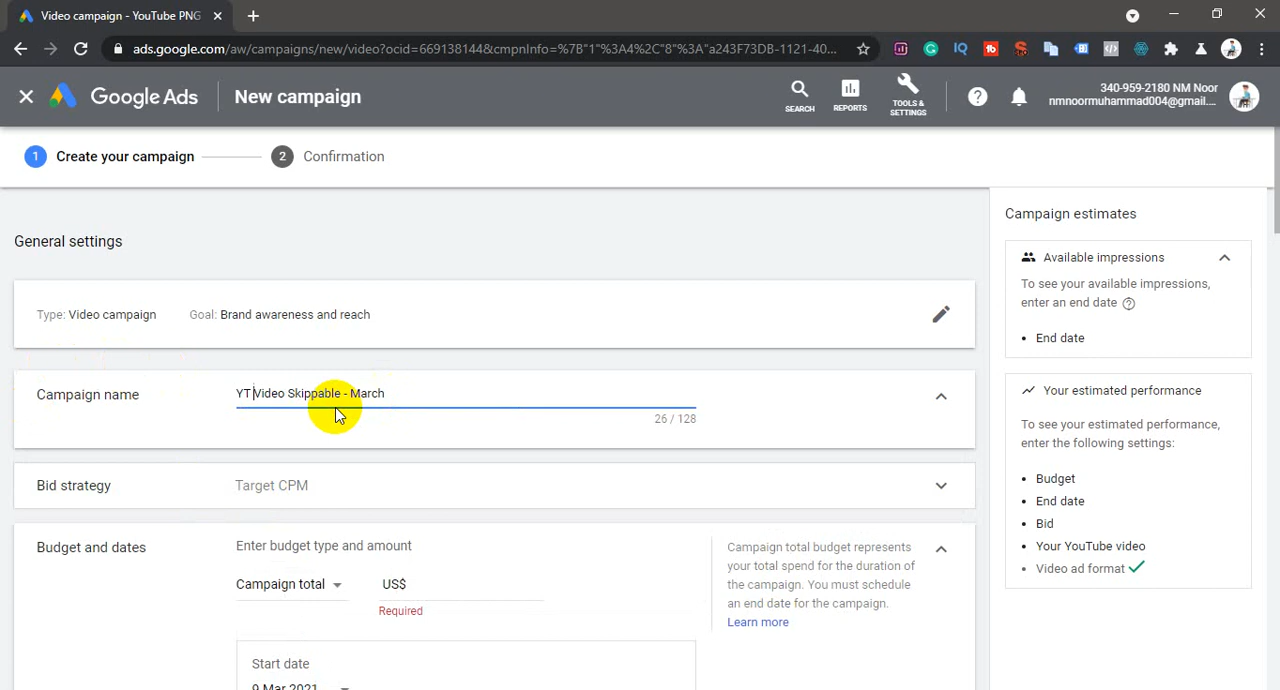 Video campaign - YouTube PNG
ads.google.com/aw/campaigns/new/video?ocid=669138144&cmpnInfo=%7B"1"%3A4%2C"8"%3A"a243F73DB-1121-40...
Google Ads
New campaign
SEARCH
REPORTS
TOOLS & SETTINGS
340-959-2180 NM Noor
nmnoormuhammad004@gmail....
1 Create your campaign
2 Confirmation
General settings
Type: Video campaign
Goal: Brand awareness and reach
Campaign name
YT Video Skippable - March
26 / 128
Bid strategy
Target CPM
Budget and dates
Enter budget type and amount
Campaign total
US$
Required
Campaign total budget represents
your total spend for the duration of
the campaign. You must schedule
an end date for the campaign.
Learn more
Start date
9 Mar 2021
Campaign estimates
Available impressions
To see your available impressions,
enter an end date
• End date
Your estimated performance
To see your estimated performance,
enter the following settings:
• Budget
• End date
• Bid
• Your YouTube video
• Video ad format